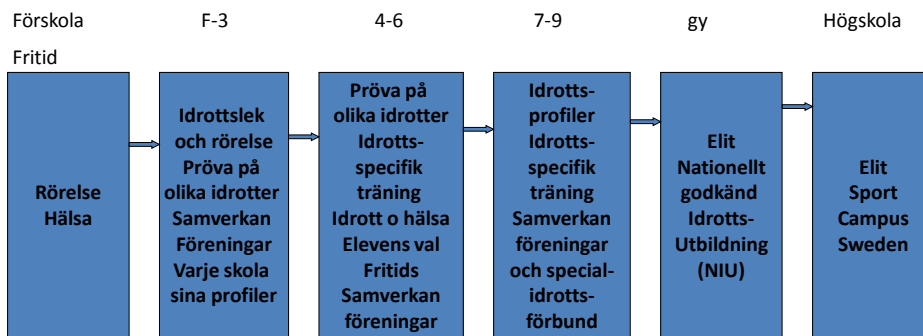 Förskola
F-3
4-6
7-9
gy
Högskola
Fritid
Rörelse
Hälsa
Idrottslek
och rörelse
Pröva på
olika idrotter
Samverkan
Föreningar
Varje skola
sina profiler
Pröva på
olika idrotter
Idrotts-
specifik
träning
Idrott o hälsa
Elevens val
Fritids
Samverkan
föreningar
Idrotts-
profiler
Idrotts-
specifik
träning
Samverkan
föreningar
och special-
idrotts-
förbund
Elit
Nationellt
godkänd
Idrotts-
Utbildning
(NIU)
Elit
Sport
Campus
Sweden